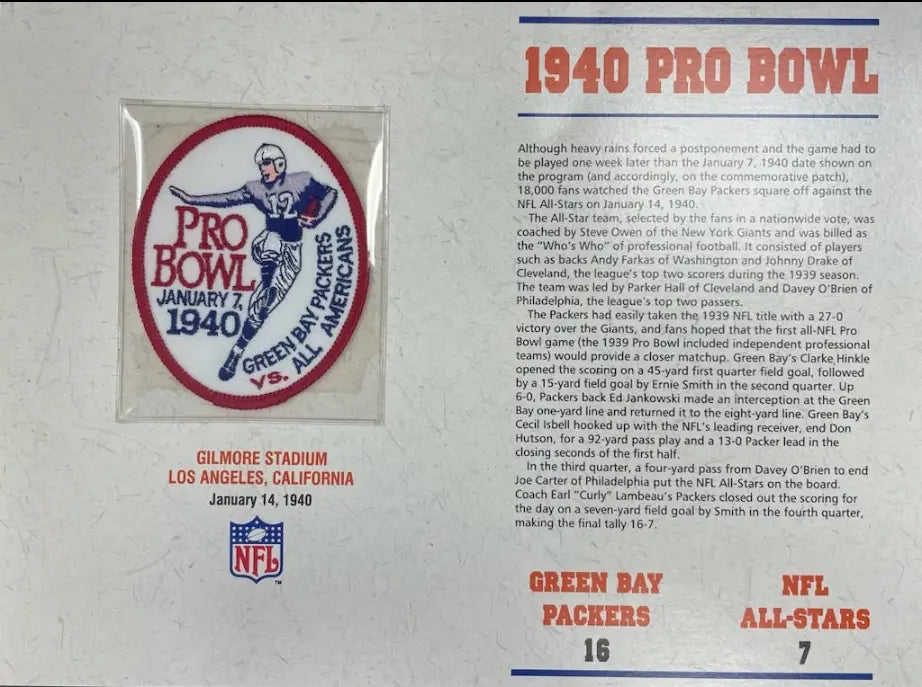 1940 PRO BOWL
Although heavy rains forced a postponement and the game had to
be played one week later than the January 7, 1940 date shown on
the program (and accordingly, on the commemorative patch),
18,000 fans watched the Green Bay Packers square off against the
NFL All-Stars on January 14, 1940.
The All-Star team, selected by the fans in a nationwide vote, was
coached by Steve Owen of the New York Giants and was billed as
the “Who’s Who” of professional football. It consisted of players
such as backs Andy Farkas of Washington and Johnny Drake of
Cleveland, the league’s top two scorers during the 1939 season.
The team was led by Parker Hall of Cleveland and Davey O’Brien of
Philadelphia, the league’s top two passers.
The Packers had easily taken the 1939 NFL title with a 27-0
victory over the Giants, and fans hoped that the first all-NFL Pro
Bowl game (the 1939 Pro Bowl included independent professional
teams) would provide a closer matchup. Green Bay’s Clarke Hinkle
opened the scoring on a 45-yard first quarter field goal, followed
by a 15-yard field goal by Ernie Smith in the second quarter. Up
6-0, Packers back Ed Jankowski made an interception at the Green
Bay one-yard line and returned it to the eight-yard line. Green Bay’s
Cecil Isbell hooked up with the NFL’s leading receiver, end Don
Hutson, for a 92-yard pass play and a 13-0 Packer lead in the
closing seconds of the first half.
In the third quarter, a four-yard pass from Davey O’Brien to end
Joe Carter of Philadelphia put the NFL All-Stars on the board.
Coach Earl “Curly” Lambeau’s Packers closed out the scoring for
the day on a seven-yard field goal by Smith in the fourth quarter,
making the final tally 16-7.
GREEN BAY
PACKERS
16
NFL
ALL-STARS
7
12
PRO
BOWL
JANUARY 7,
1940
GREEN BAY PACKERS
VS. ALL AMERICANS
GILMORE STADIUM
LOS ANGELES, CALIFORNIA
January 14, 1940
NFL
TM